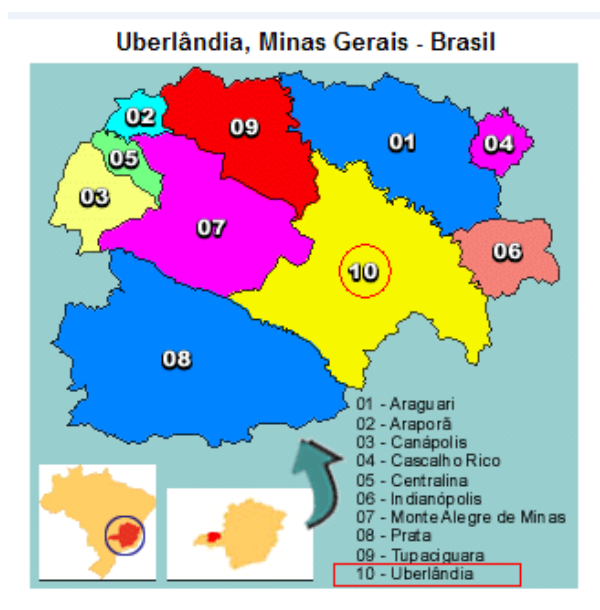 Uberlândia, Minas Gerais - Brasil
02
09
01
04
05
03
07
06
10
08
01 - Araguari
02 - Araporã
03 - Canápolis
04 - Cascalho Rico
05 - Centralina
06 - Indianópolis
07 - Monte Alegre de Minas
08 - Prata
09 - Tupaciguara
10 - Uberlândia